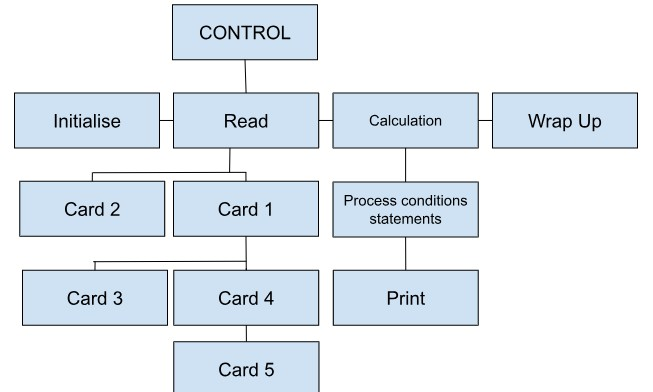 CONTROL
Initialise
Read
Calculation
Wrap Up
Card 2
Card 1
Process conditions
statements
Card 3
Card 4
Print
Card 5